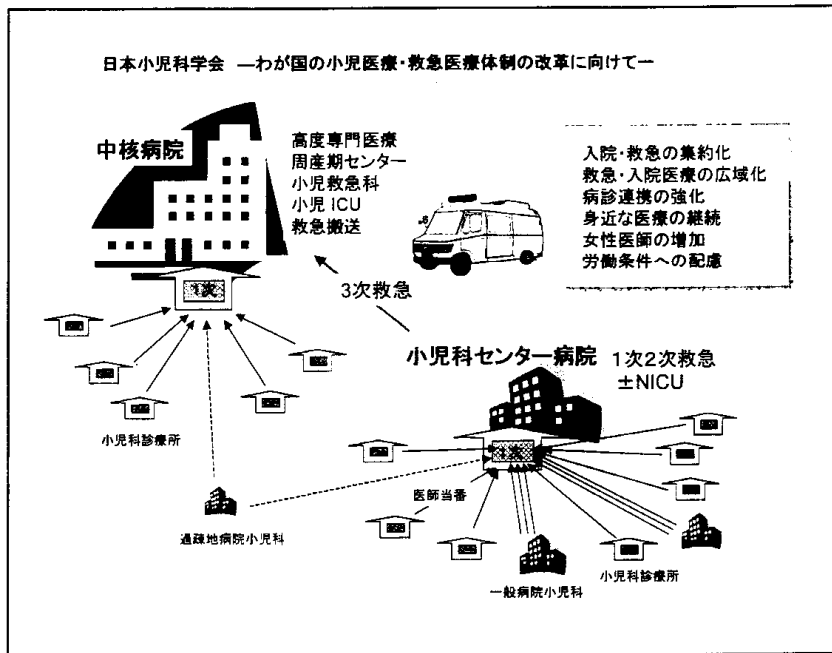 日本小児科学会 ―わが国の小児医療・救急医療体制の改革に向けて―
中核病院
高度専門医療
周産期センター
小児救急科
小児 ICU
救急搬送
入院・救急の集約化
救急・入院医療の広域化
病診連携の強化
身近な医療の継続
女性医師の増加
労働条件への配慮
1次
3次救急
小児科センター病院
1次2次救急
±NICU
小児科診療所
1次
医師当番
過疎地病院小児科
小児科診療所
一般病院小児科